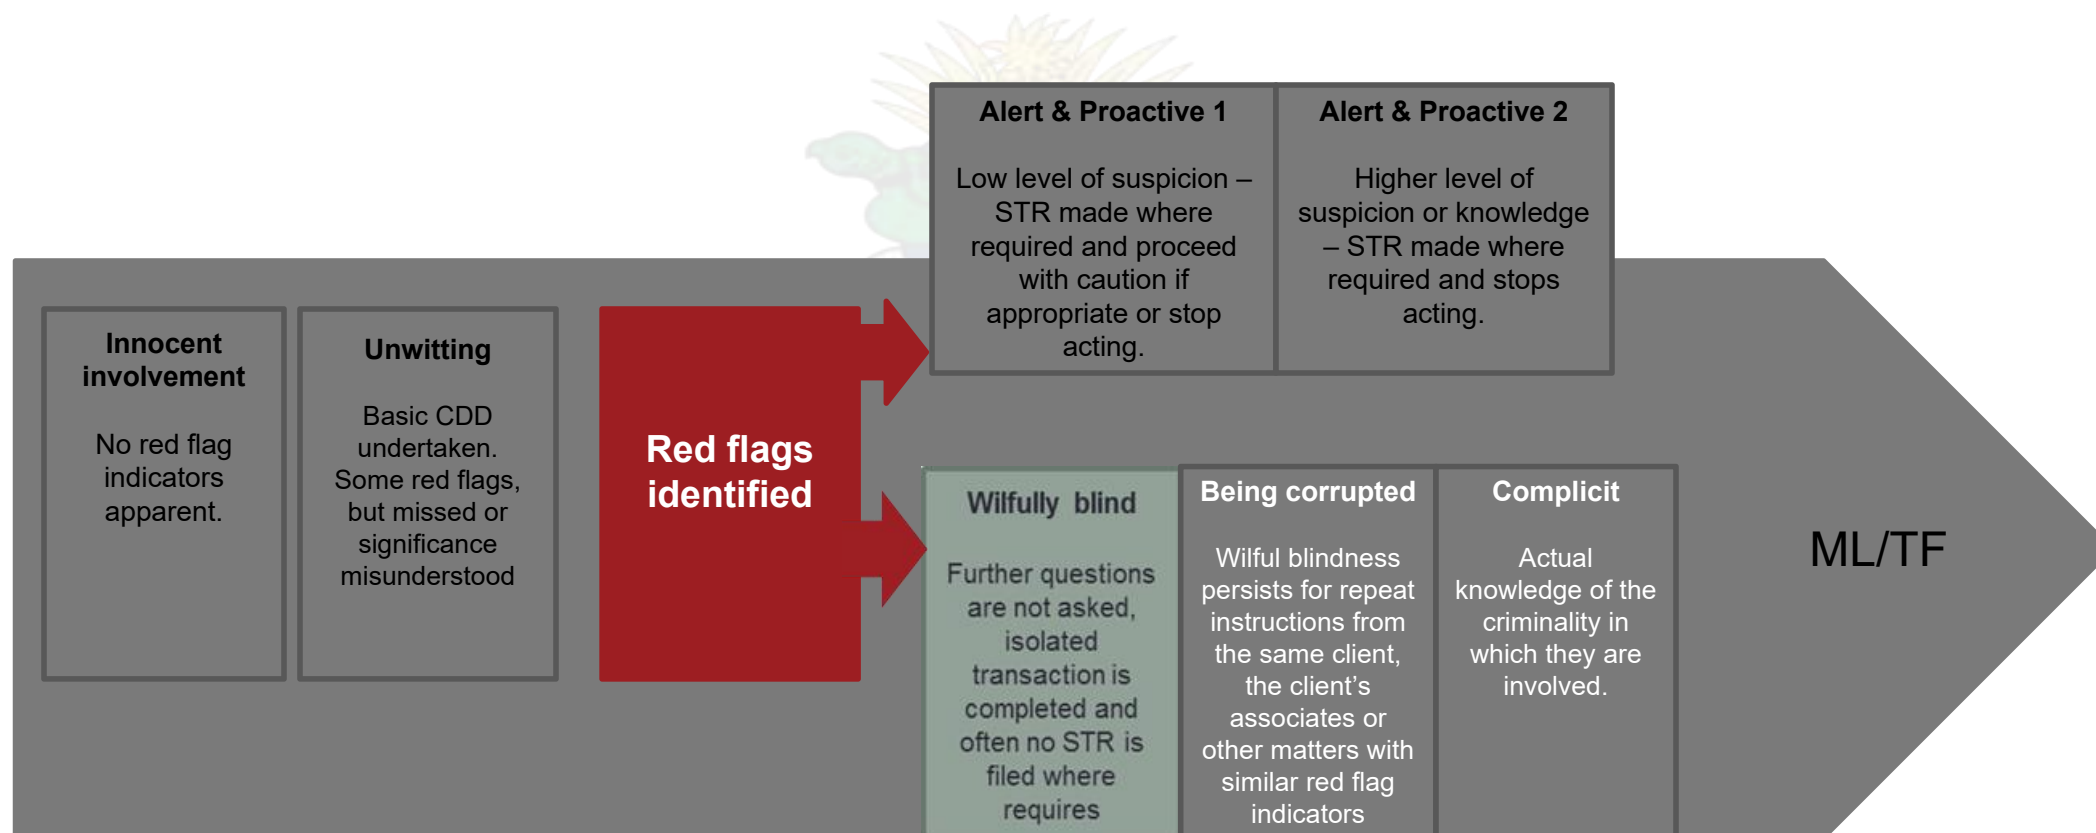 Innocent
involvement
No red flag
indicators
apparent.
Unwitting
Basic CDD
undertaken.
Some red flags,
but missed or
significance
misunderstood
Red flags
identified
Alert & Proactive 1
Low level of suspicion –
STR made where
required and proceed
with caution if
appropriate or stop
acting.
Alert & Proactive 2
Higher level of
suspicion or knowledge
– STR made where
required and stops
acting.
Wilfully blind
Further questions
are not asked,
isolated
transaction is
completed and
often no STR is
filed where
requires
Being corrupted
Wilful blindness
persists for repeat
instructions from
the same client,
the client’s
associates or
other matters with
similar red flag
indicators
Complicit
Actual
knowledge of the
criminality in
which they are
involved.
ML/TF